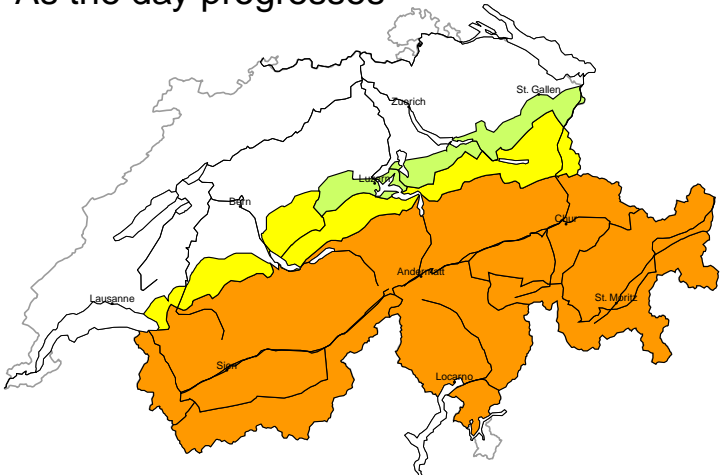 As the day progresses
St. Gallen
Zuerich
Luzern
Bern
Chur
Andermatt
Lausanne
St. Moritz
Sion
Locarno